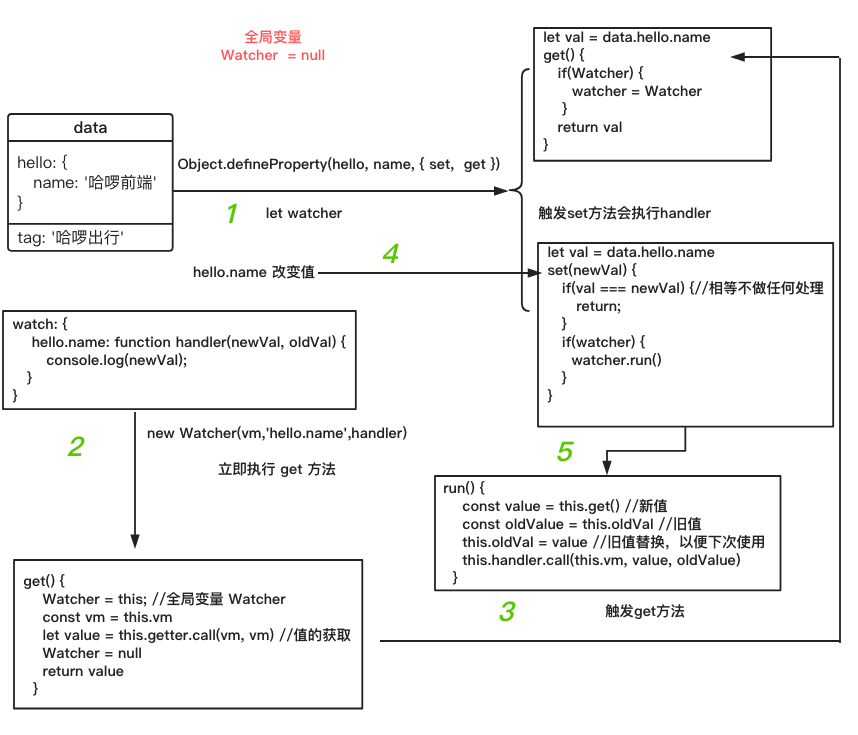 全局变量
Watcher = null
let val = data.hello.name
get() {
if(Watcher) {
watcher = Watcher
}
return val
}
data
hello: {
name: '哈啰前端'
}
tag: '哈啰出行'
Object.defineProperty(hello, name, { set, get })
1
let watcher
触发set方法会执行handler
4
hello.name 改变值
let val = data.hello.name
set(newVal) {
if(val === newVal) {//相等不做任何处理
return;
}
if(watcher) {
watcher.run()
}
}
watch: {
hello.name: function handler(newVal, oldVal) {
console.log(newVal);
}
}
2
new Watcher(vm,'hello.name',handler)
立即执行 get 方法
5
run() {
const value = this.get() //新值
const oldValue = this.oldVal //旧值
this.oldVal = value //旧值替换，以便下次使用
this.handler.call(this.vm, value, oldValue)
}
3
触发get方法
get() {
Watcher = this; //全局变量 Watcher
const vm = this.vm
let value = this.getter.call(vm, vm) //值的获取
Watcher = null
return value
}